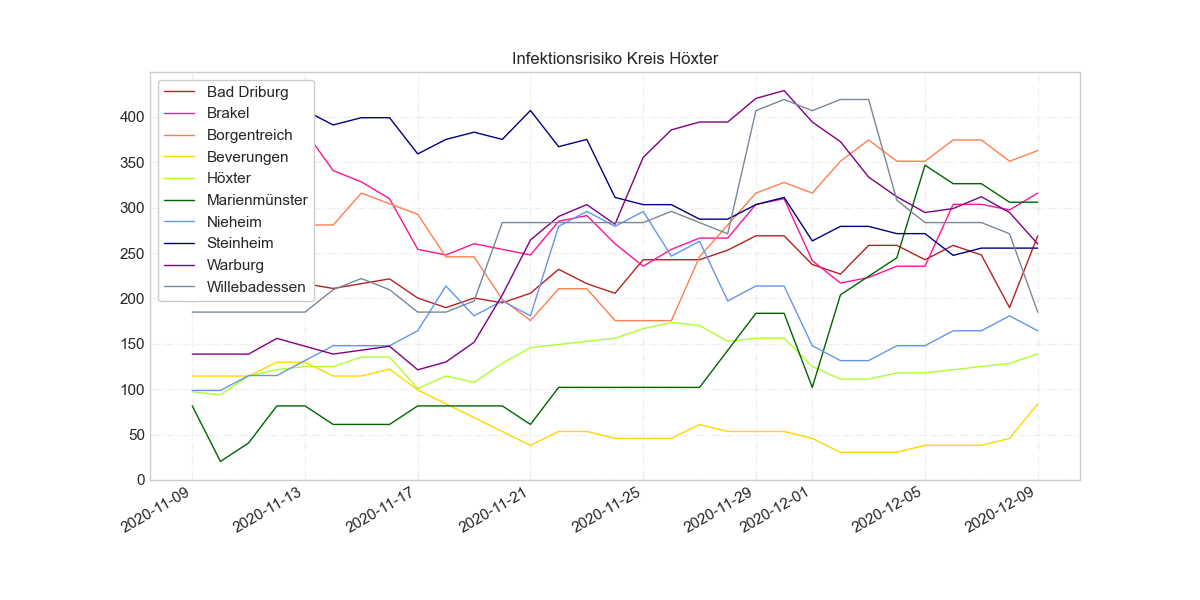 Infektionsrisiko Kreis Höxter
Bad Driburg
Brakel
Borgentreich
Beverungen
Höxter
Marienmünster
Nieheim
Steinheim
Warburg
Willebadessen
400
350
300
250
200
150
100
50
0
2020-11-09
2020-11-13
2020-11-17
2020-11-21
2020-11-25
2020-11-29
2020-12-01
2020-12-05
2020-12-09